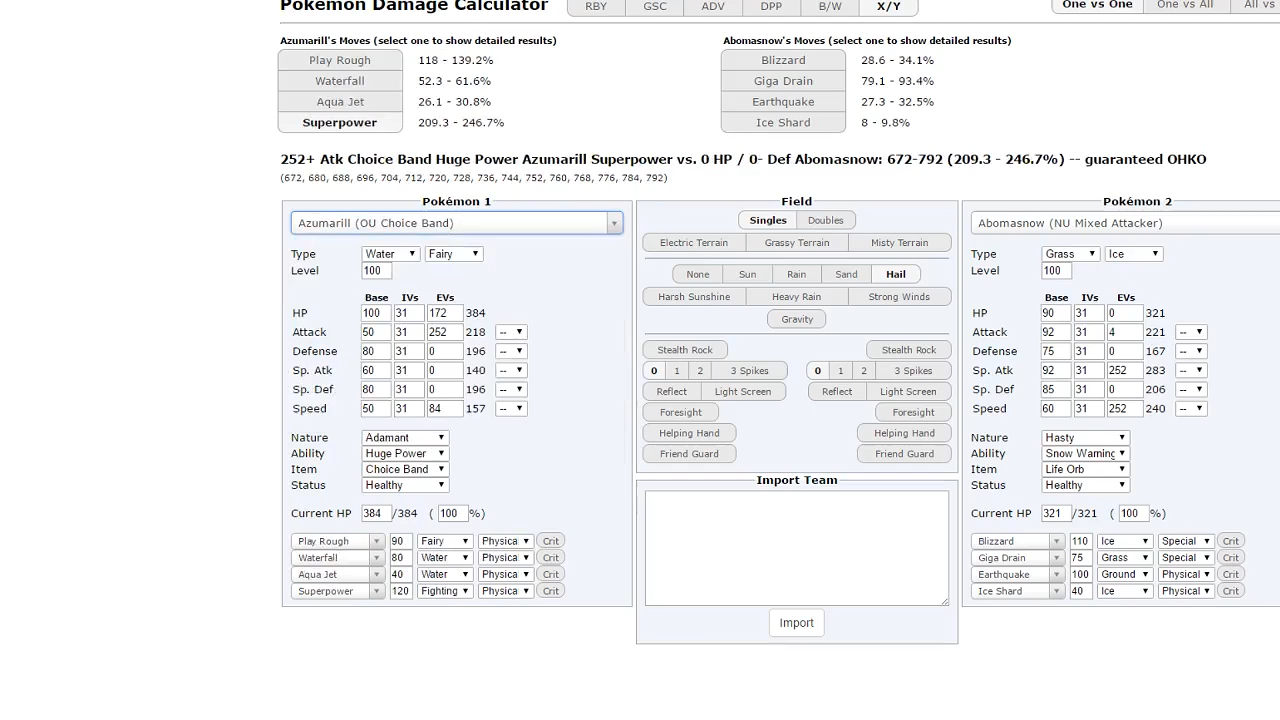 Pokémon Damage Calculator RBY GSC ADV DPP B/W X/Y One vs One One vs All All vs
Azumarill's Moves (select one to show detailed results)
Play Rough 118 - 139.2%
Waterfall 52.3 - 61.6%
Aqua Jet 26.1 - 30.8%
Superpower 209.3 - 246.7%
Abomasnow's Moves (select one to show detailed results)
Blizzard 28.6 - 34.1%
Giga Drain 79.1 - 93.4%
Earthquake 27.3 - 32.5%
Ice Shard 8 - 9.8%
252+ Atk Choice Band Huge Power Azumarill Superpower vs. 0 HP / 0- Def Abomasnow: 672-792 (209.3 - 246.7%) -- guaranteed OHKO
(672, 680, 688, 696, 704, 712, 720, 728, 736, 744, 752, 760, 768, 776, 784, 792)
Pokémon 1
Azumarill (OU Choice Band)
Type Water Fairy
Level 100
Base IVs EVs
HP 100 31 172 384
Attack 50 31 252 218 --
Defense 80 31 0 196 --
Sp. Atk 60 31 0 140 --
Sp. Def 80 31 0 196 --
Speed 50 31 84 157 --
Nature Adamant
Ability Huge Power
Item Choice Band
Status Healthy
Current HP 384 /384 ( 100 %)
Play Rough 90 Fairy Physica Crit
Waterfall 80 Water Physica Crit
Aqua Jet 40 Water Physica Crit
Superpower 120 Fighting Physica Crit
Field
Singles Doubles
Electric Terrain Grassy Terrain Misty Terrain
None Sun Rain Sand Hail
Harsh Sunshine Heavy Rain Strong Winds
Gravity
Stealth Rock Stealth Rock
0 1 2 3 Spikes 0 1 2 3 Spikes
Reflect Light Screen Reflect Light Screen
Foresight Foresight
Helping Hand Helping Hand
Friend Guard Friend Guard
Import Team
Import
Pokémon 2
Abomasnow (NU Mixed Attacker)
Type Grass Ice
Level 100
Base IVs EVs
HP 90 31 0 321
Attack 92 31 4 221 --
Defense 75 31 0 167 --
Sp. Atk 92 31 252 283 --
Sp. Def 85 31 0 206 --
Speed 60 31 252 240 --
Nature Hasty
Ability Snow Warning
Item Life Orb
Status Healthy
Current HP 321 /321 ( 100 %)
Blizzard 110 Ice Special Crit
Giga Drain 75 Grass Special Crit
Earthquake 100 Ground Physical Crit
Ice Shard 40 Ice Physical Crit